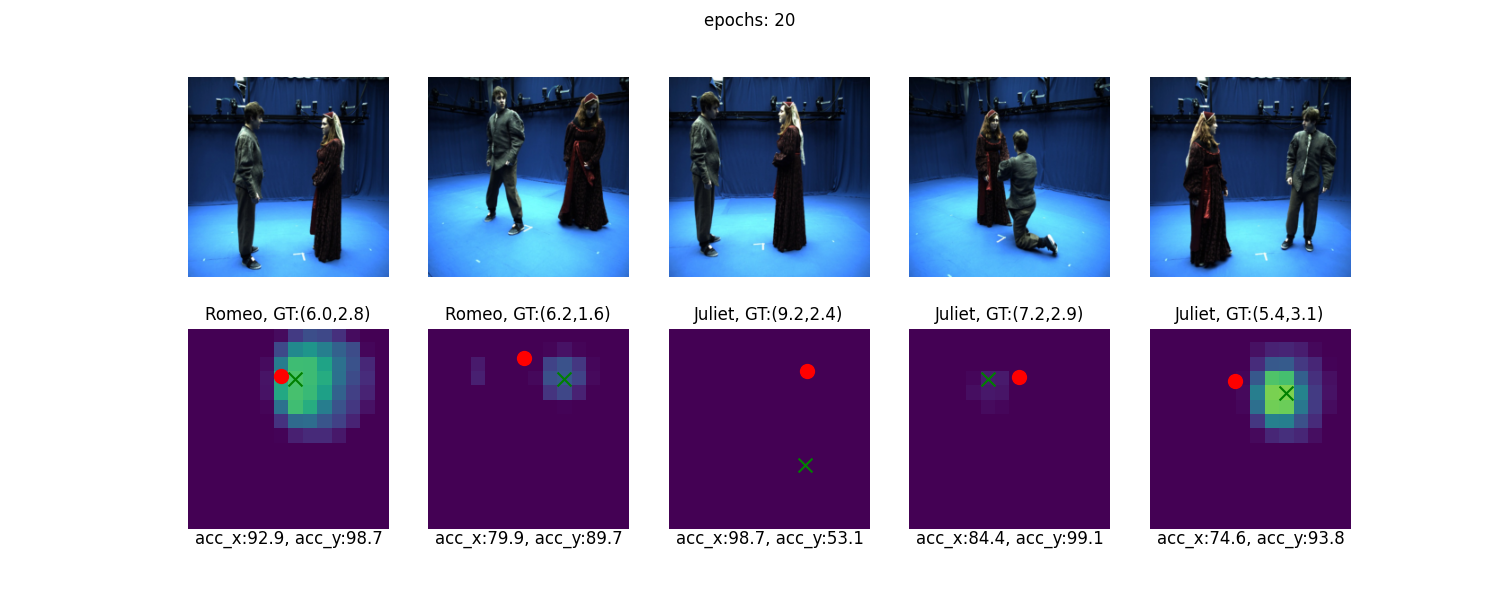 epochs: 20
Romeo, GT:(6.0,2.8)
Romeo, GT:(6.2,1.6)
Juliet, GT:(9.2,2.4)
Juliet, GT:(7.2,2.9)
Juliet, GT:(5.4,3.1)
acc_x:92.9, acc_y:98.7
acc_x:79.9, acc_y:89.7
acc_x:98.7, acc_y:53.1
acc_x:84.4, acc_y:99.1
acc_x:74.6, acc_y:93.8